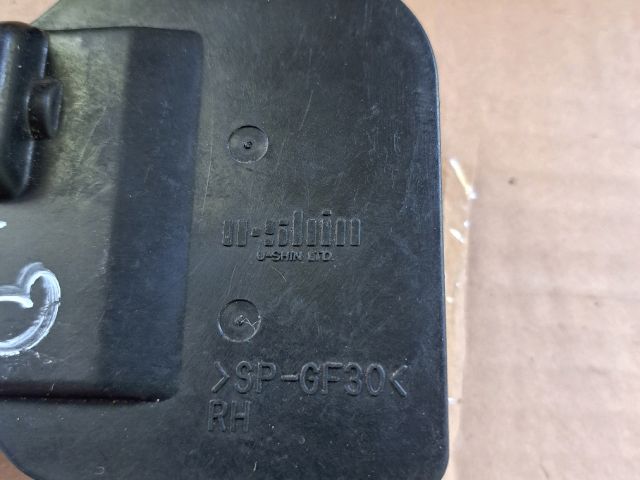 u-shin
U-SHIN LTD.
>SP-GF30<
RH